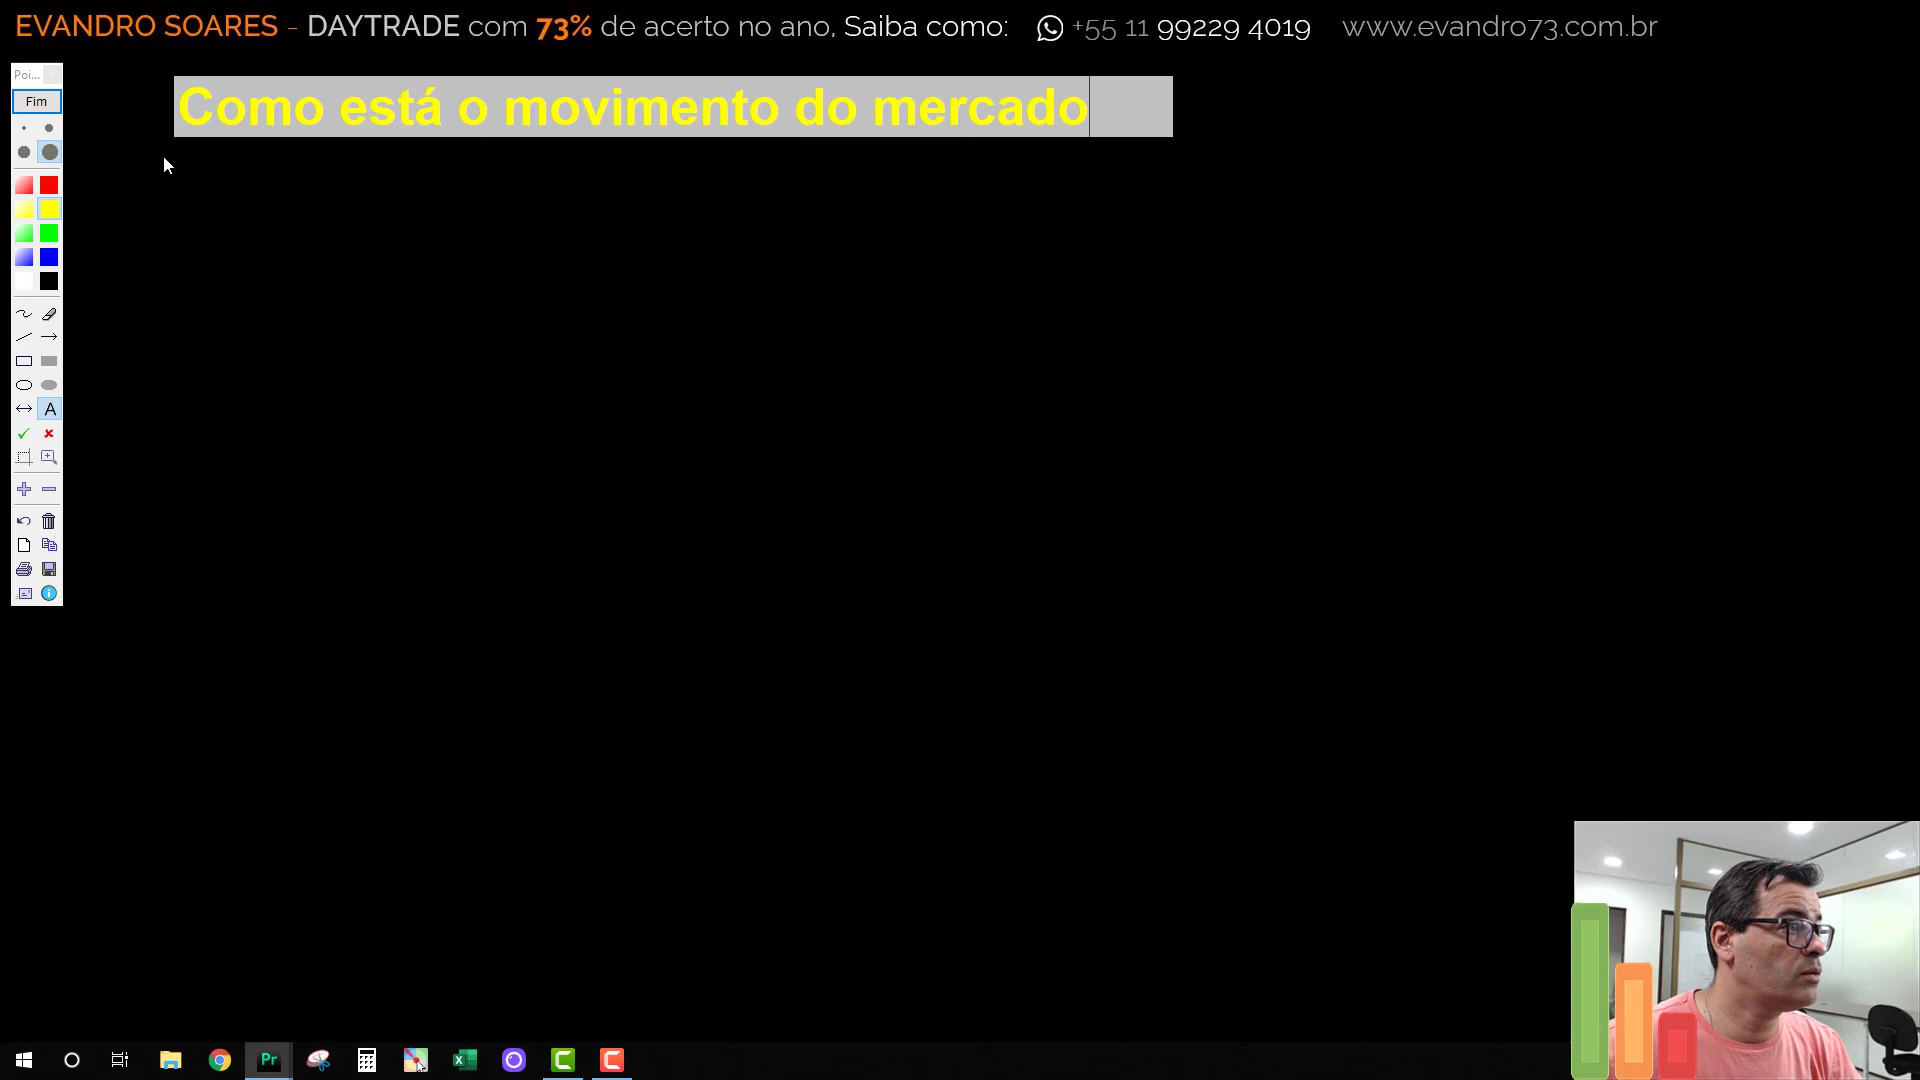 EVANDRO SOARES - DAYTRADE com 73% de acerto no ano, Saiba como: +55 11 99229 4019 www.evandro73.com.br
Poi...
Fim
Como está o movimento do mercado
A
Pr